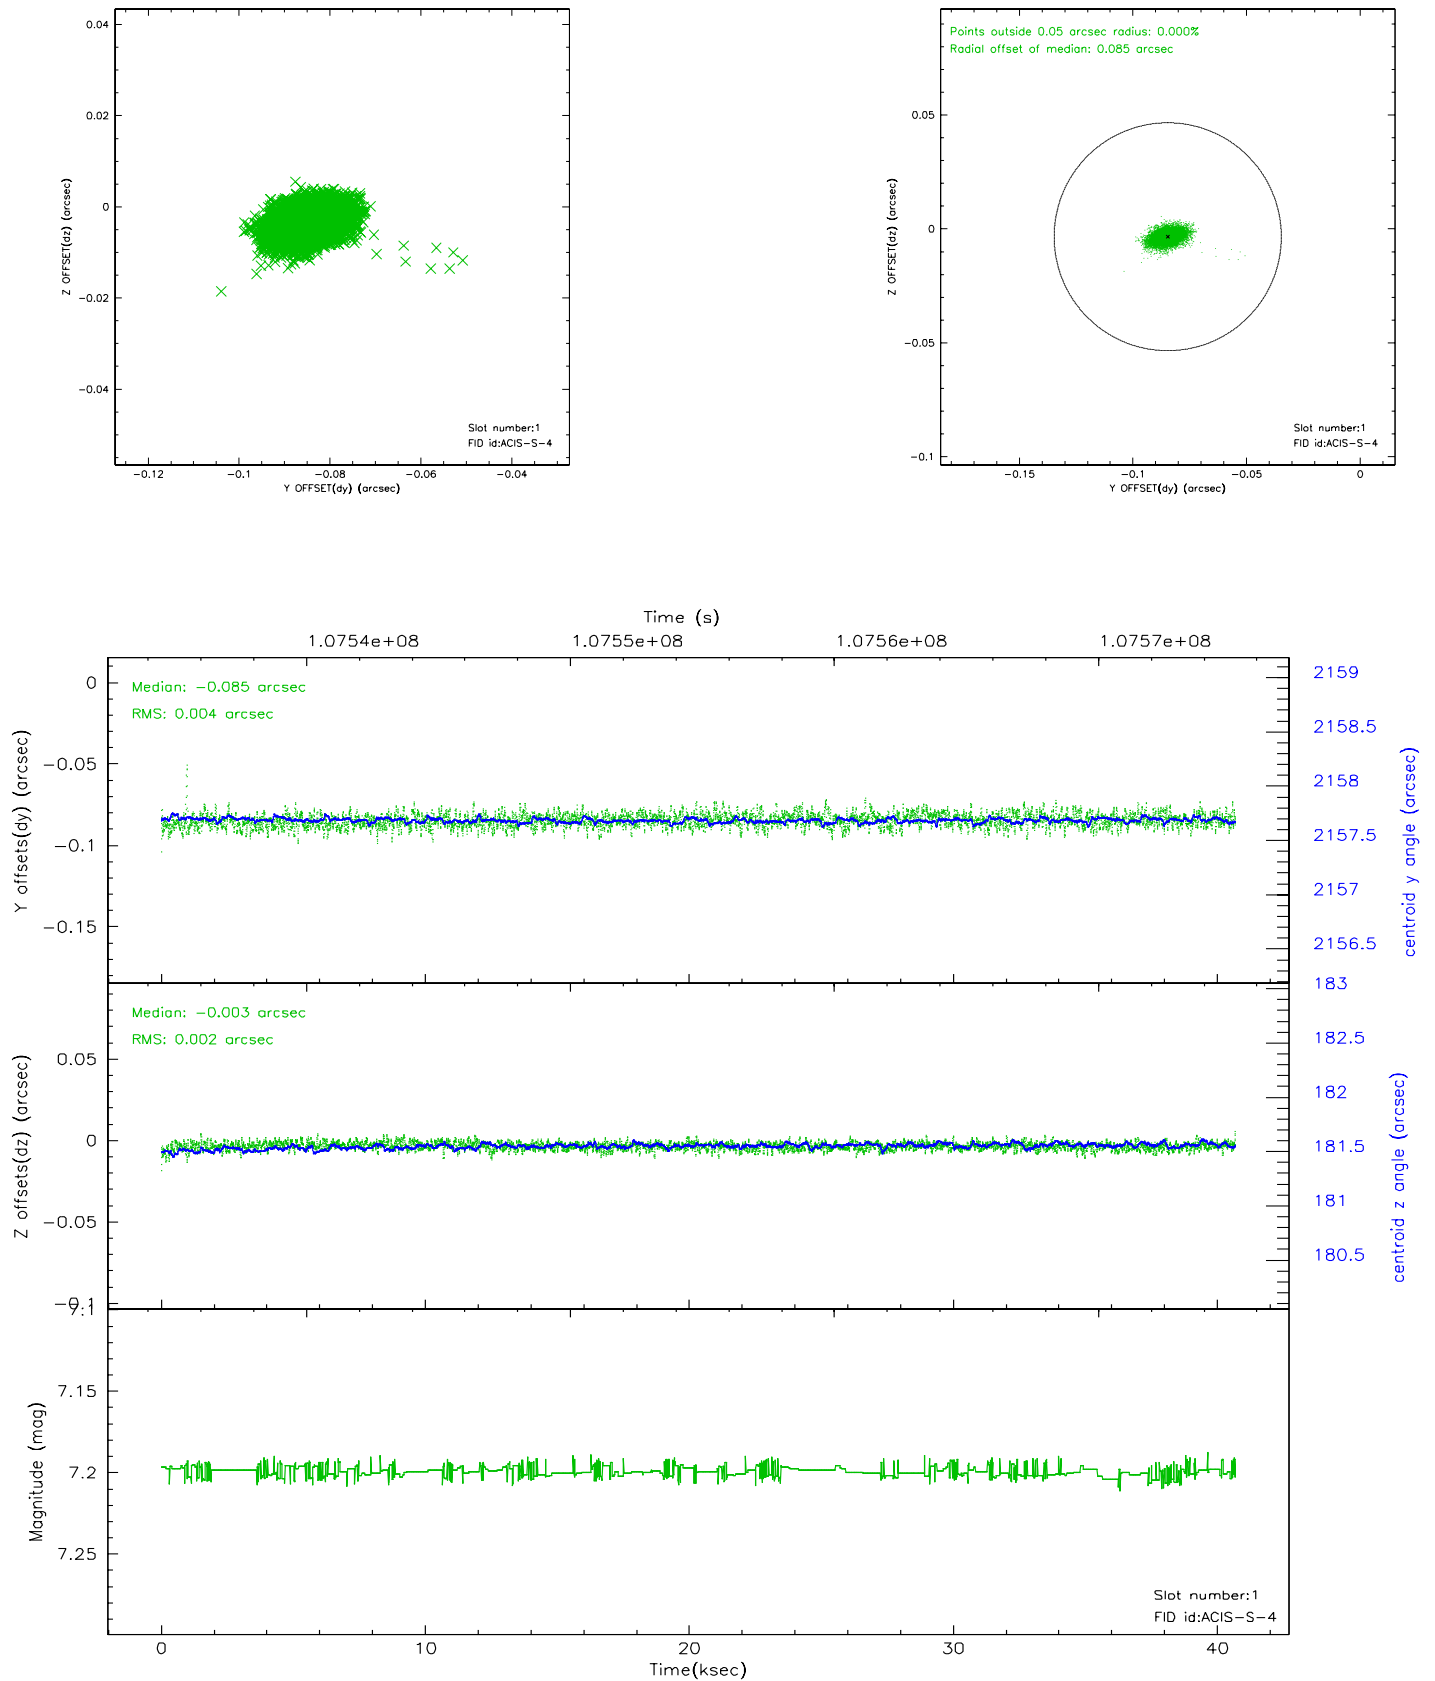 0.04
0.02
0
−0.02
−0.04
Z OFFSET(dz) (arcsec)
Slot number:1
FID id:ACIS−S−4
−0.12
−0.1
−0.08
−0.06
−0.04
Y OFFSET(dy) (arcsec)
Points outside 0.05 arcsec radius: 0.000%
Radial offset of median: 0.085 arcsec
0.05
0
−0.05
−0.1
Z OFFSET(dz) (arcsec)
Slot number:1
FID id:ACIS−S−4
−0.15
−0.1
−0.05
0
Y OFFSET(dy) (arcsec)
Time (s)
1.0754e+08
1.0755e+08
1.0756e+08
1.0757e+08
Median: −0.085 arcsec
RMS: 0.004 arcsec
0
−0.05
−0.1
−0.15
Y offsets(dy) (arcsec)
2159
2158.5
2158
2157.5
2157
2156.5
centroid y angle (arcsec)
Median: −0.003 arcsec
RMS: 0.002 arcsec
0.05
0
−0.05
−0.1
Z offsets(dz) (arcsec)
183
182.5
182
181.5
181
180.5
centroid z angle (arcsec)
7.1
7.15
7.2
7.25
Magnitude (mag)
Slot number:1
FID id:ACIS−S−4
0
10
20
30
40
Time(ksec)